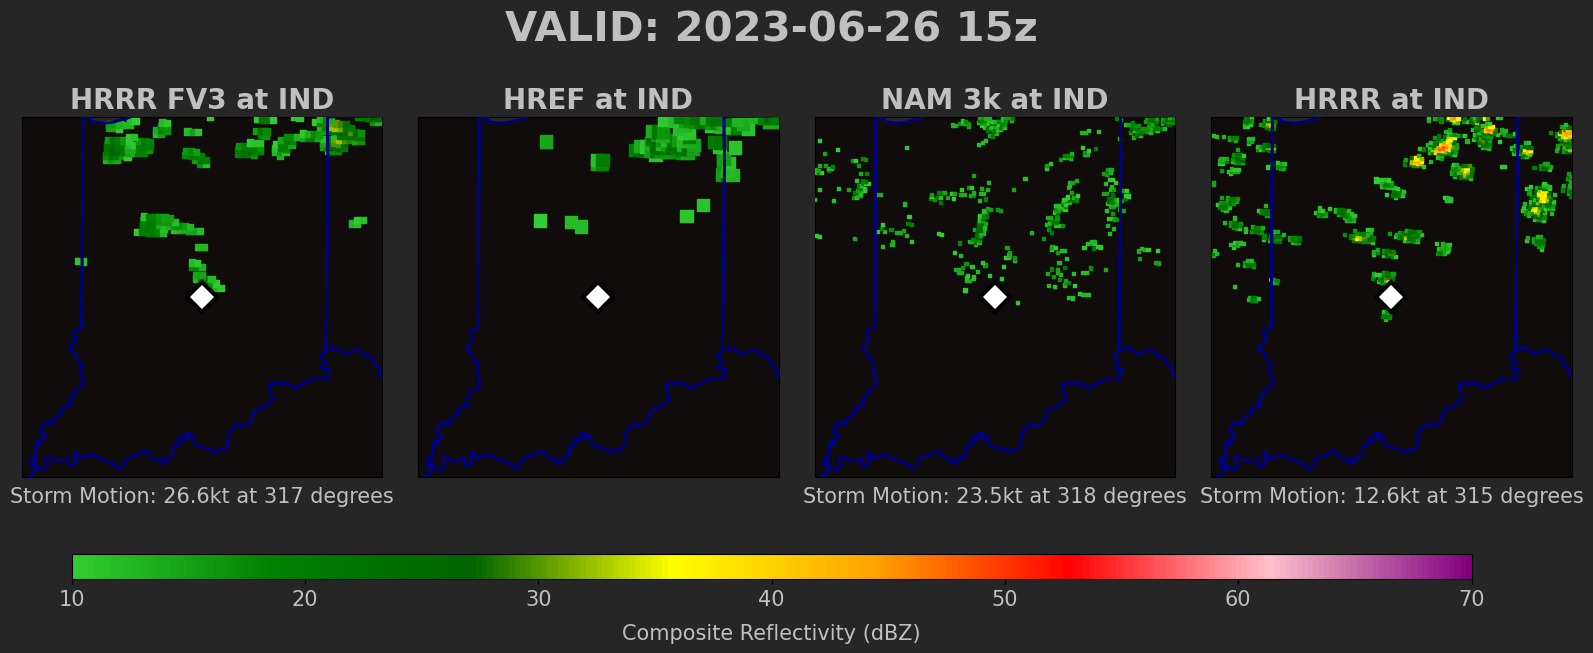 VALID: 2023-06-26 15z
HRRR FV3 at IND
HREF at IND
NAM 3k at IND
HRRR at IND
Storm Motion: 26.6kt at 317 degrees
Storm Motion: 23.5kt at 318 degrees
Storm Motion: 12.6kt at 315 degrees
10 20 30 40 50 60 70
Composite Reflectivity (dBZ)